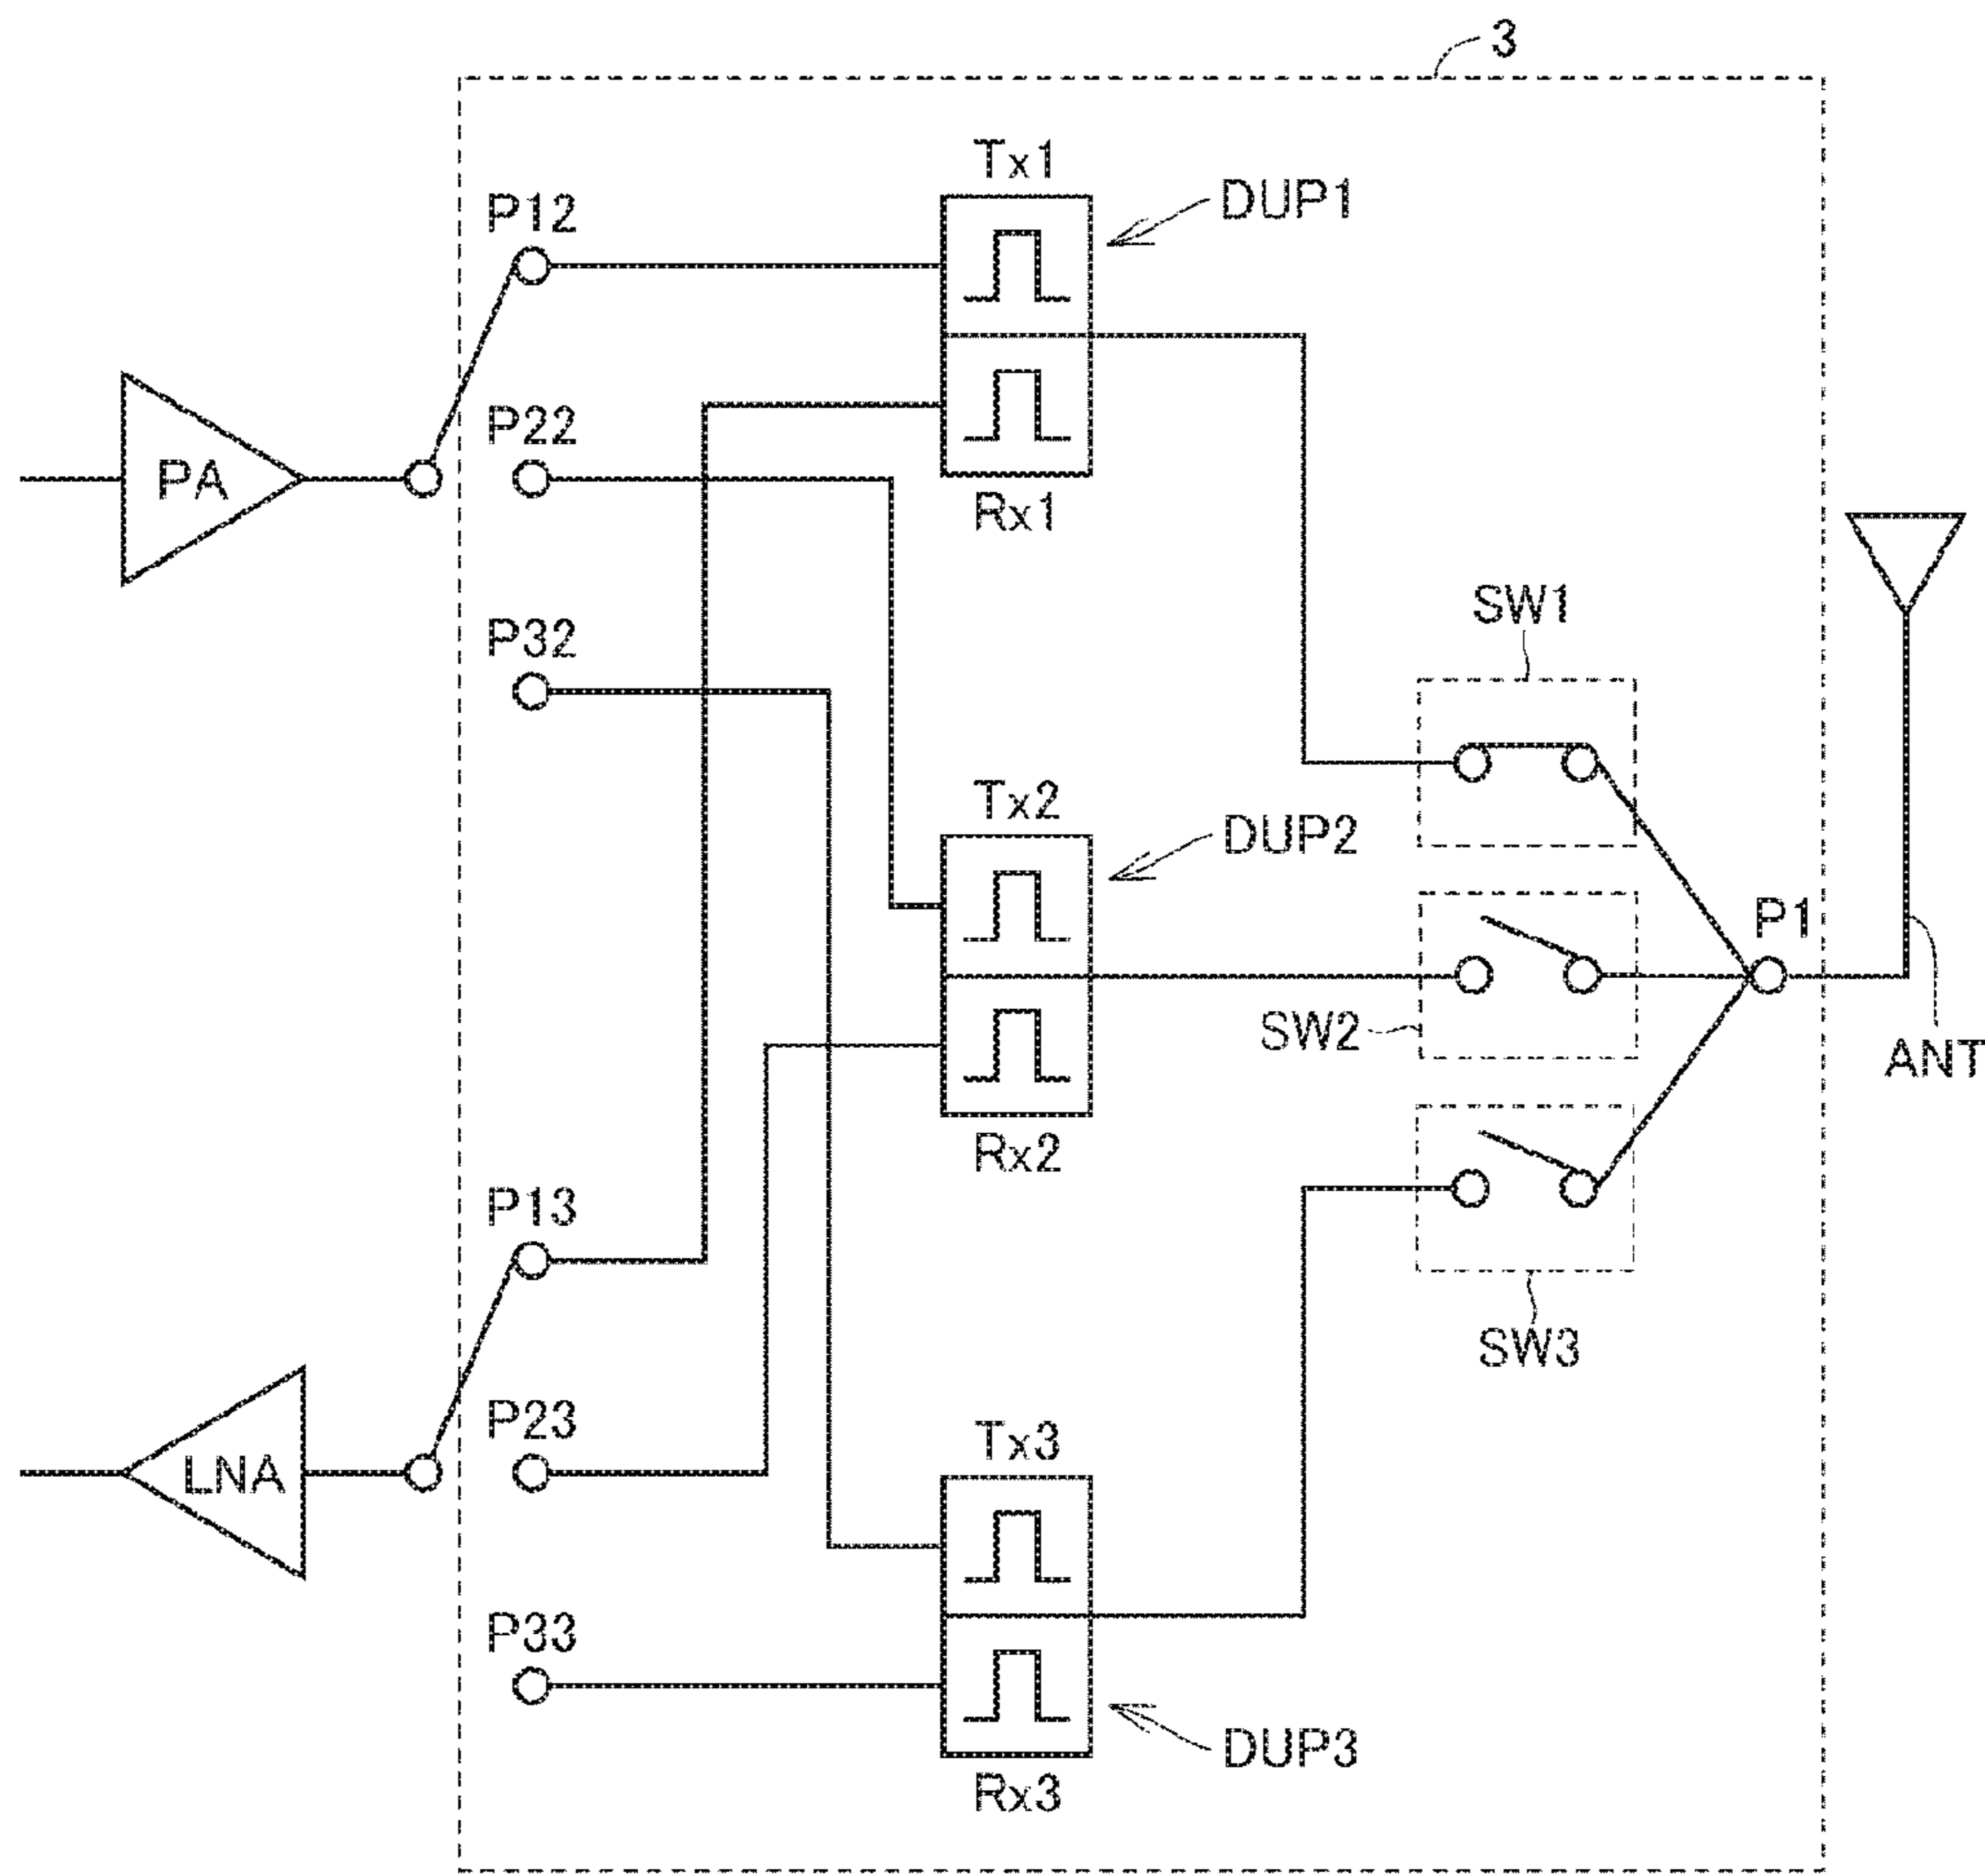 3
Tx1
DUP1
P12
PA
P22
Rx1
P32
SW1
Tx2
DUP2
P1
SW2
ANT
Rx2
P13
SW3
P23
Tx3
LNA
P33
DUP3
Rx3